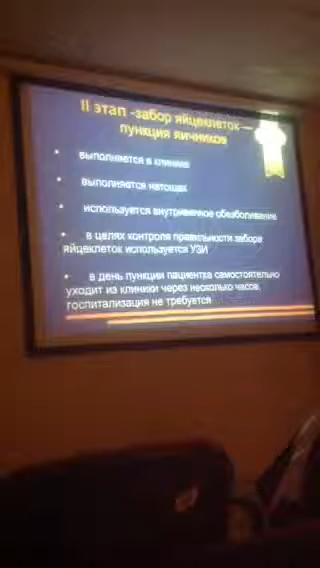 II этап -забор яйцеклеток —
пункция яичников
• выполняется в клинике
• выполняется натощак
• используется внутривенное обезболивание
• в целях контроля правильности забора
яйцеклеток используется УЗИ
• в день пункции пациентка самостоятельно
уходит из клиники через несколько часов,
госпитализация не требуется